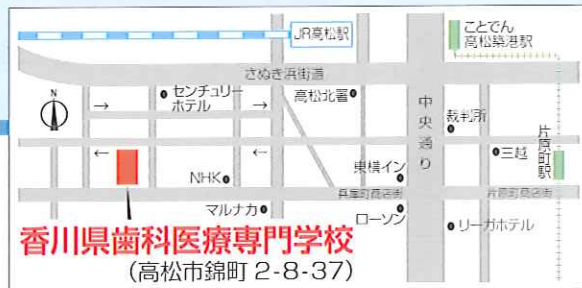 JR高松駅
ことでん
高松築港駅
さぬき浜街道
N
センチュリー
ホテル
→
→
高松北署
中央通り
裁判所
三越
片原町駅
←
←
NHK
東横イン
兵庫町商店街
片原町商店街
マルナカ
ローソン
リーガホテル
香川県歯科医療専門学校
(高松市錦町 2-8-37)